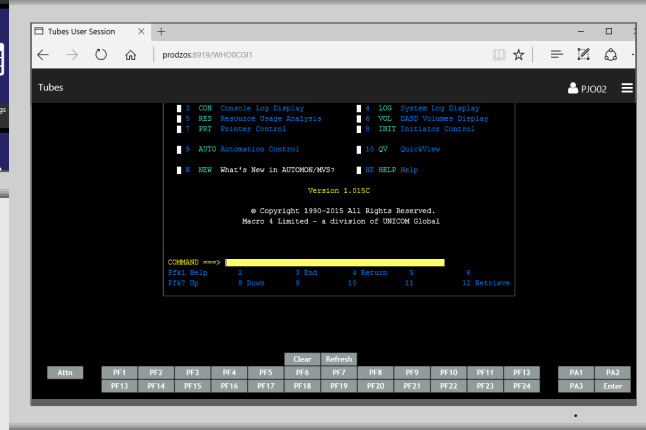 Tubes User Session
prodzos:8919/WHO0CGI1
Tubes
PJO02
gs
3 CON Console Log Display 4 LOG System Log Display
5 RES Resource Usage Analysis 6 VOL DASD Volumes Display
7 PRT Printer Control 8 INIT Initiator Control
9 AUTO Automation Control 10 QV QuickView
N NEW What's New in AUTOMON/MVS? HE HELP Help
Version 1.015C
© Copyright 1990-2015 All Rights Reserved.
Macro 4 Limited - a division of UNICOM Global
COMMAND ===>
Pfk1 Help 2 3 End 4 Return 5 6
Pfk7 Up 8 Down 9 10 11 12 Retrieve
Clear Refresh
Attn PF1 PF2 PF3 PF4 PF5 PF6 PF7 PF8 PF9 PF10 PF11 PF12 PA1 PA2
PF13 PF14 PF15 PF16 PF17 PF18 PF19 PF20 PF21 PF22 PF23 PF24 PA3 Enter